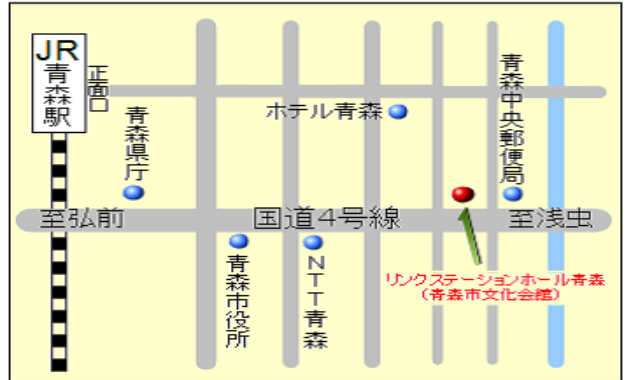 JR
青森駅
正面口
青森県庁
ホテル青森
青森中央郵便局
至弘前
国道4号線
至浅虫
青森市役所
NTT青森
リンクステーションホール青森
(青森市文化会館)